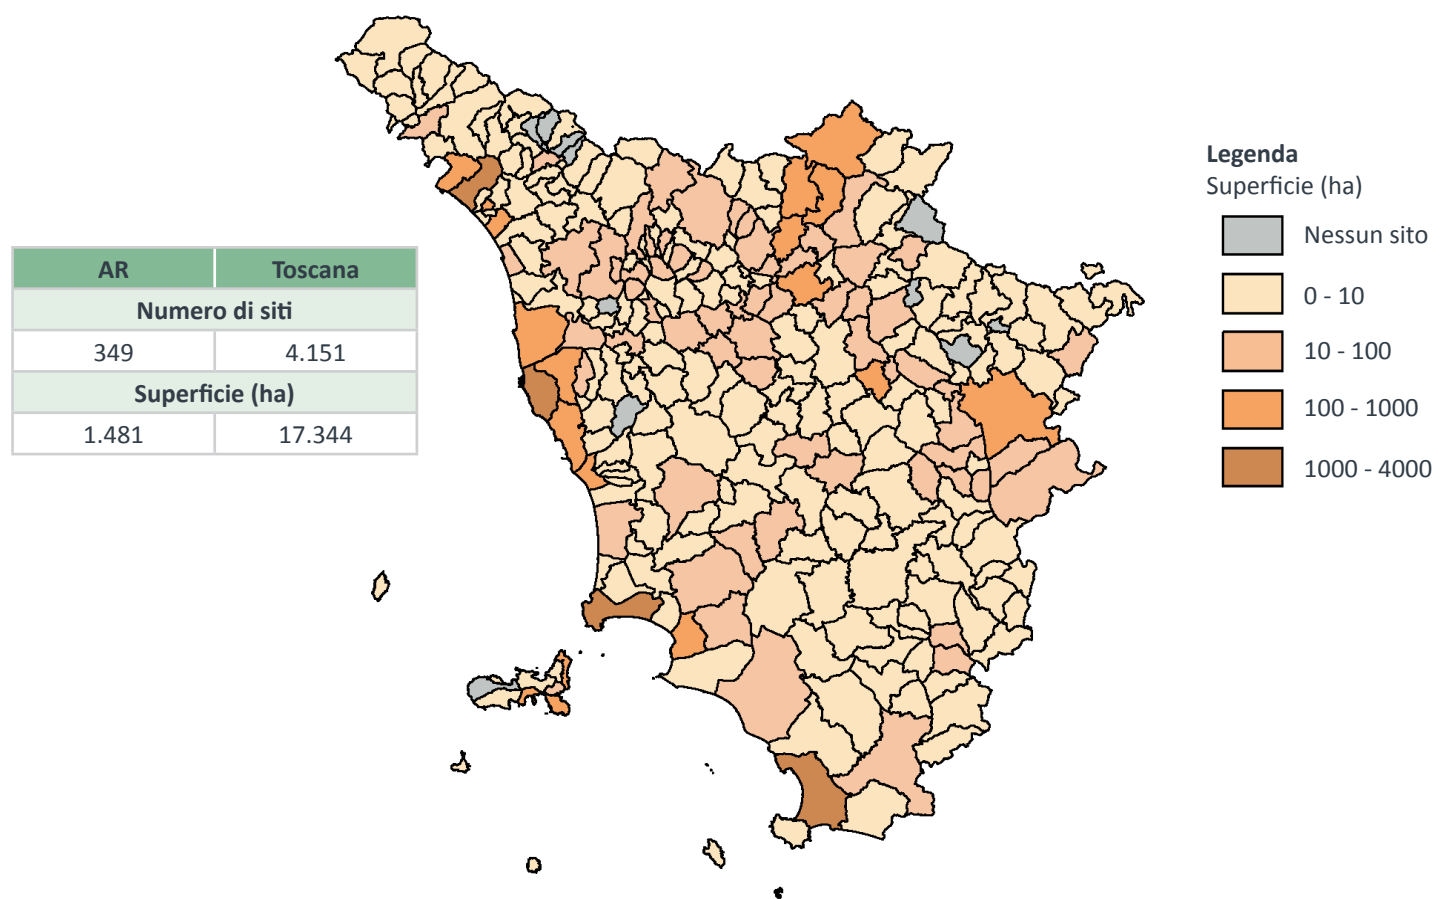 AR Toscana
Numero di siti
349 4.151
Superficie (ha)
1.481 17.344
Legenda
Superficie (ha)
Nessun sito
0 - 10
10 - 100
100 - 1000
1000 - 4000